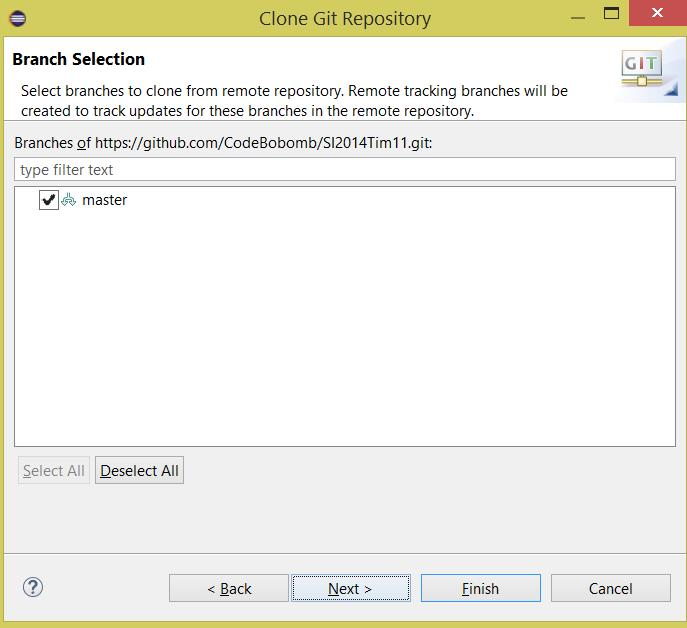 Clone Git Repository
Branch Selection
GIT
Select branches to clone from remote repository. Remote tracking branches will be
created to track updates for these branches in the remote repository.
Branches of https://github.com/CodeBobomb/SI2014Tim11.git:
type filter text
master
Select All Deselect All
? < Back Next > Finish Cancel